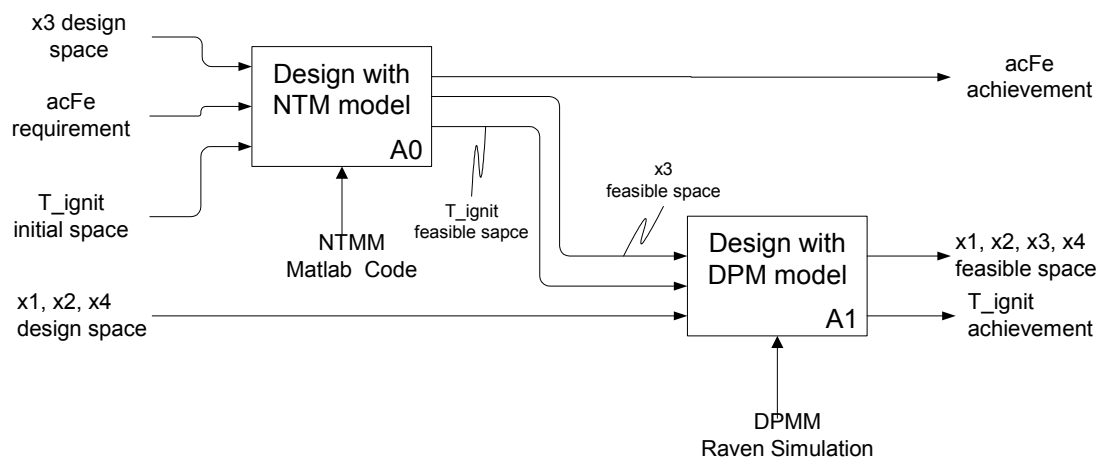 x3 design
space
acFe
requirement
T_ignit
initial space
Design with
NTM model
A0
acFe
achievement
NTMM
Matlab Code
T_ignit
feasible sapce
x3
feasible space
x1, x2, x4
design space
Design with
DPM model
A1
x1, x2, x3, x4
feasible space
T_ignit
achievement
DPMM
Raven Simulation